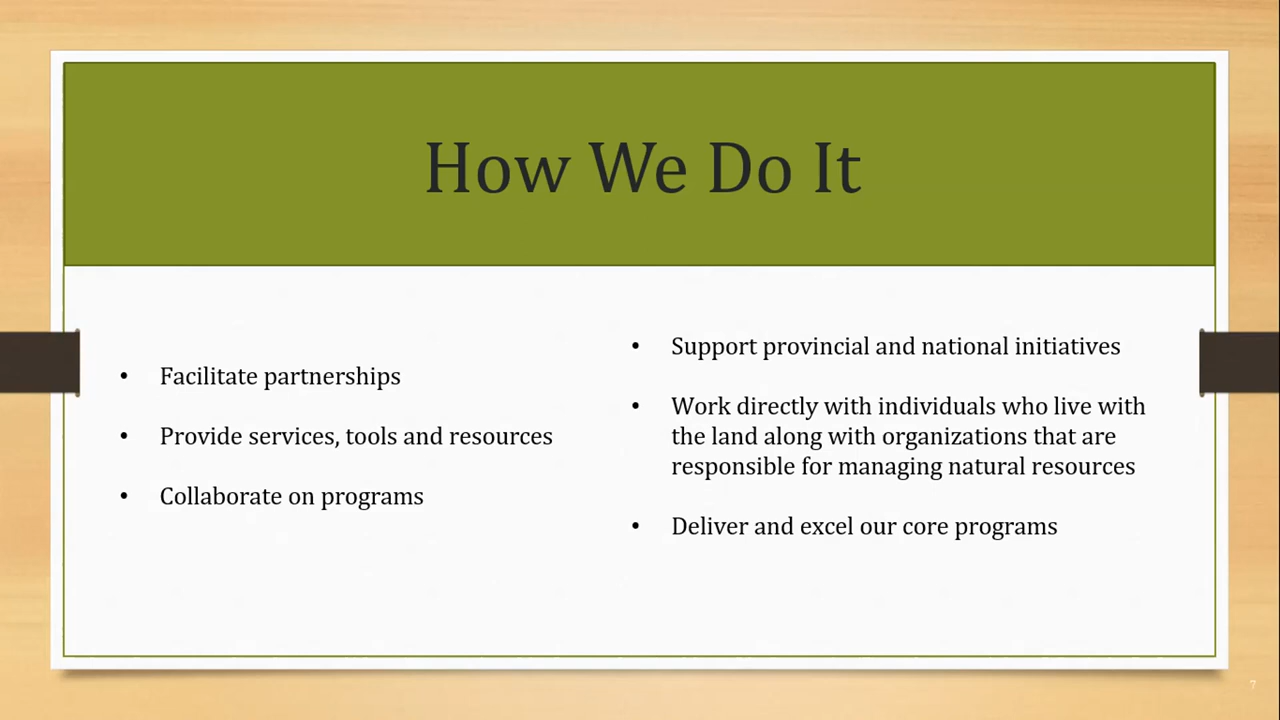 How We Do It
• Facilitate partnerships
• Provide services, tools and resources
• Collaborate on programs
• Support provincial and national initiatives
• Work directly with individuals who live with
the land along with organizations that are
responsible for managing natural resources
• Deliver and excel our core programs
7